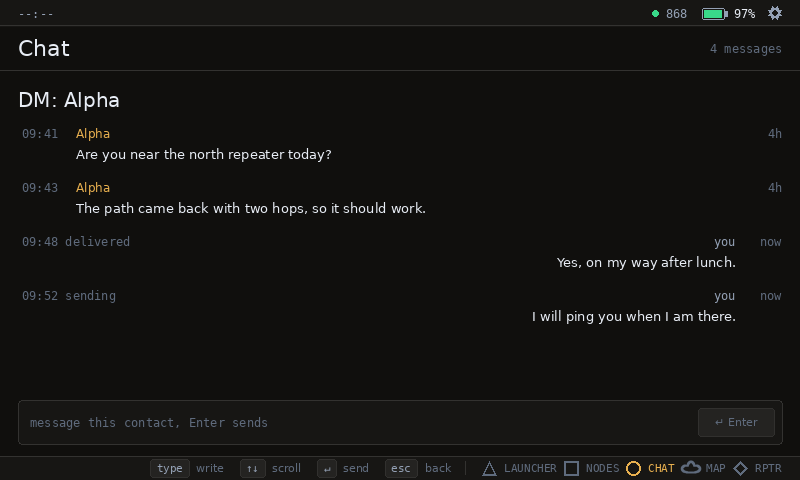 --:-- 868 97%
Chat 4 messages
DM: Alpha
09:41 Alpha 4h
Are you near the north repeater today?
09:43 Alpha 4h
The path came back with two hops, so it should work.
09:48 delivered you now
Yes, on my way after lunch.
09:52 sending you now
I will ping you when I am there.
message this contact, Enter sends ↵ Enter
type write ↑↓ scroll ↵ send esc back LAUNCHER NODES CHAT MAP RPTR